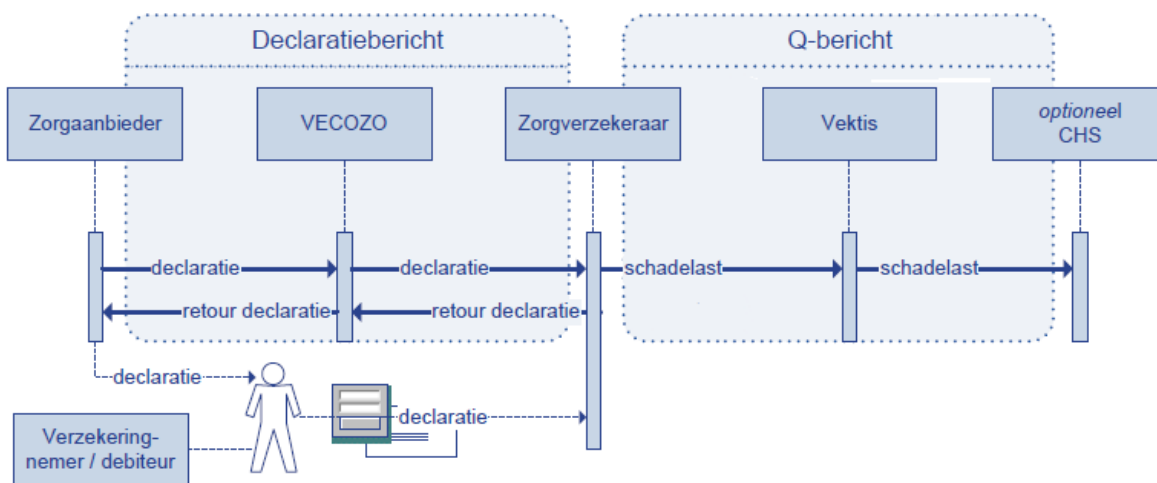 Declaratiebericht
Q-bericht
Zorgaanbieder
VECOZO
Zorgverzekeraar
Vektis
optioneel
CHS
declaratie
declaratie
schadelast
schadelast
retour declaratie
retour declaratie
declaratie
declaratie
Verzekering-
nemer / debiteur